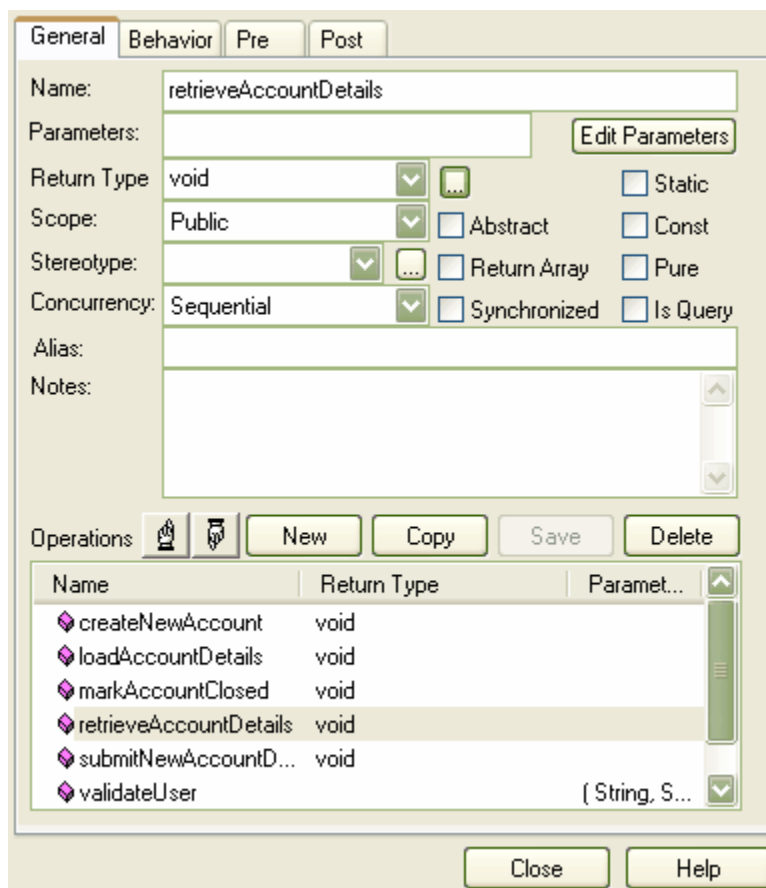 General Behavior Pre Post
Name: retrieveAccountDetails
Parameters: Edit Parameters
Return Type void ... Static
Scope: Public Abstract Const
Stereotype: ... Return Array Pure
Concurrency: Sequential Synchronized Is Query
Alias:
Notes:
Operations New Copy Save Delete
Name Return Type Paramet...
createNewAccount void
loadAccountDetails void
markAccountClosed void
retrieveAccountDetails void
submitNewAccountD... void
validateUser ( String, S...
Close Help